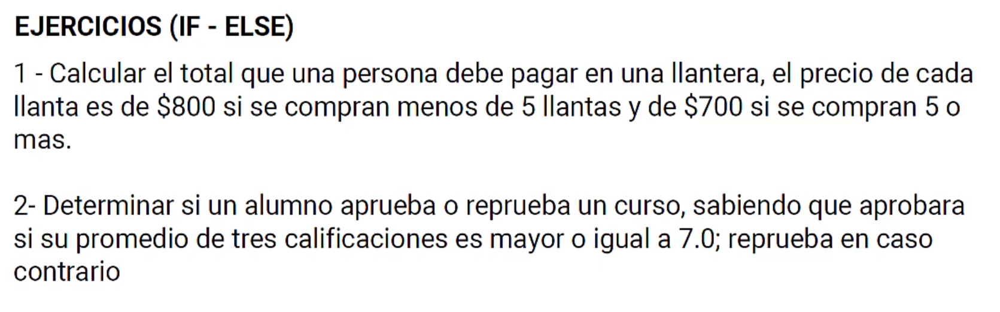 EJERCICIOS (IF - ELSE)
1 - Calcular el total que una persona debe pagar en una llantera, el precio de cada
llanta es de $800 si se compran menos de 5 llantas y de $700 si se compran 5 o
mas.
2- Determinar si un alumno aprueba o reprueba un curso, sabiendo que aprobara
si su promedio de tres calificaciones es mayor o igual a 7.0; reprueba en caso
contrario